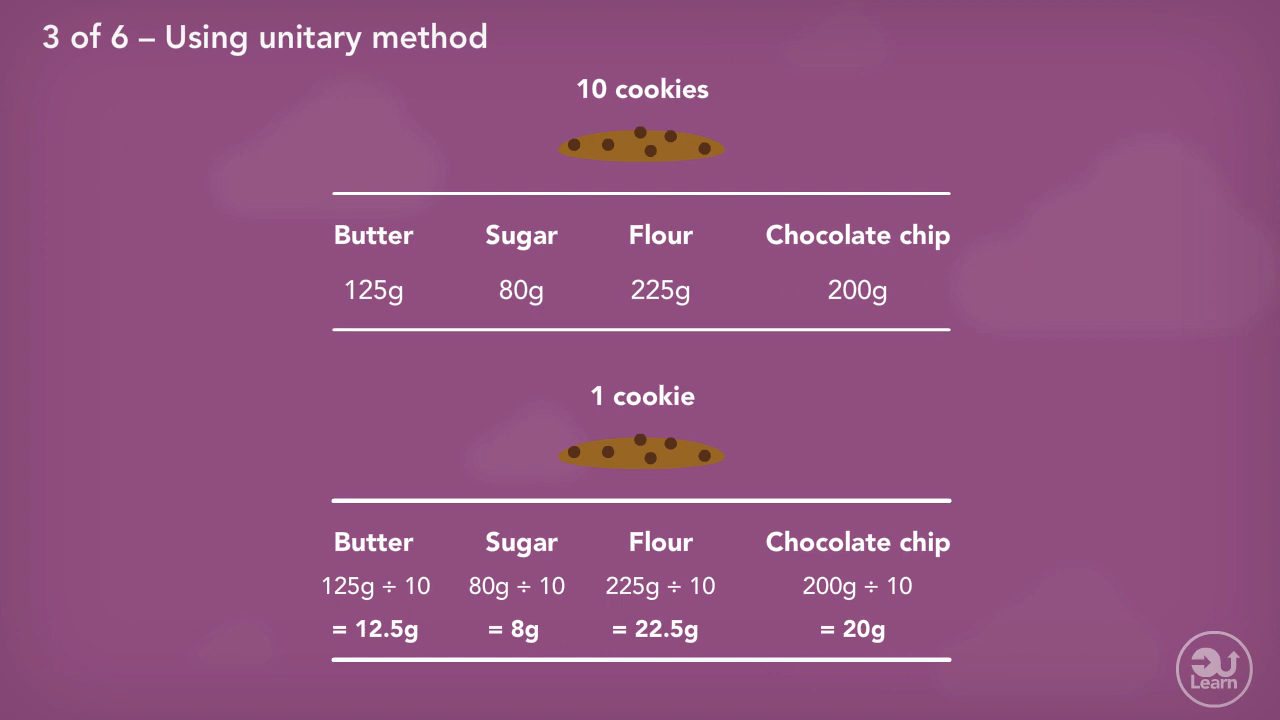 3 of 6 – Using unitary method
10 cookies
Butter Sugar Flour Chocolate chip
125g 80g 225g 200g
1 cookie
Butter Sugar Flour Chocolate chip
125g ÷ 10 80g ÷ 10 225g ÷ 10 200g ÷ 10
= 12.5g = 8g = 22.5g = 20g
Learn